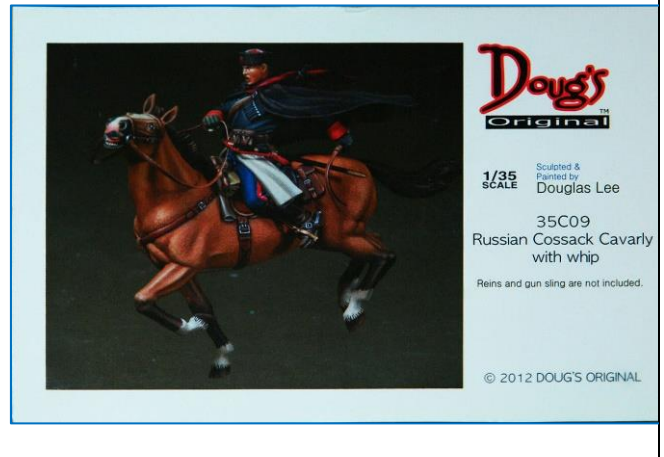 Doug's
TM
Original
1/35
SCALE
Sculpted &
Painted by
Douglas Lee
35C09
Russian Cossack Cavarly
with whip
Reins and gun sling are not included.
© 2012 DOUG'S ORIGINAL